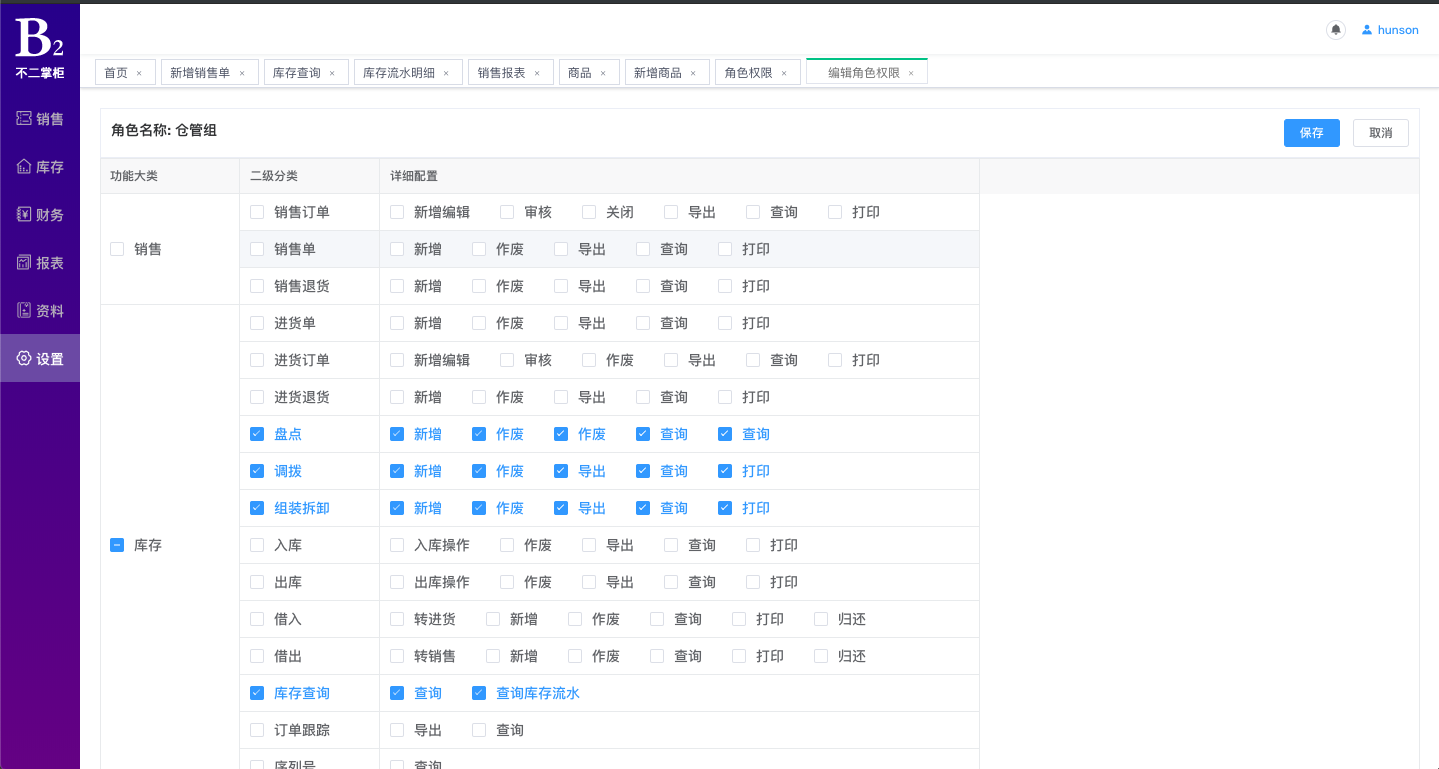 B2
不二掌柜
hunson
首页 × 新增销售单 × 库存查询 × 库存流水明细 × 销售报表 × 商品 × 新增商品 × 角色权限 × 编辑角色权限 ×
销售
库存
财务
报表
资料
设置
角色名称: 仓管组 保存 取消
功能大类 二级分类 详细配置
销售
销售订单 新增编辑 审核 关闭 导出 查询 打印
销售单 新增 作废 导出 查询 打印
销售退货 新增 作废 导出 查询 打印
库存
进货单 新增 作废 导出 查询 打印
进货订单 新增编辑 审核 作废 导出 查询 打印
进货退货 新增 作废 导出 查询 打印
盘点 新增 作废 作废 查询 查询
调拨 新增 作废 导出 查询 打印
组装拆卸 新增 作废 导出 查询 打印
入库 入库操作 作废 导出 查询 打印
出库 出库操作 作废 导出 查询 打印
借入 转进货 新增 作废 查询 打印 归还
借出 转销售 新增 作废 查询 打印 归还
库存查询 查询 查询库存流水
订单跟踪 导出 查询
序列号 查询